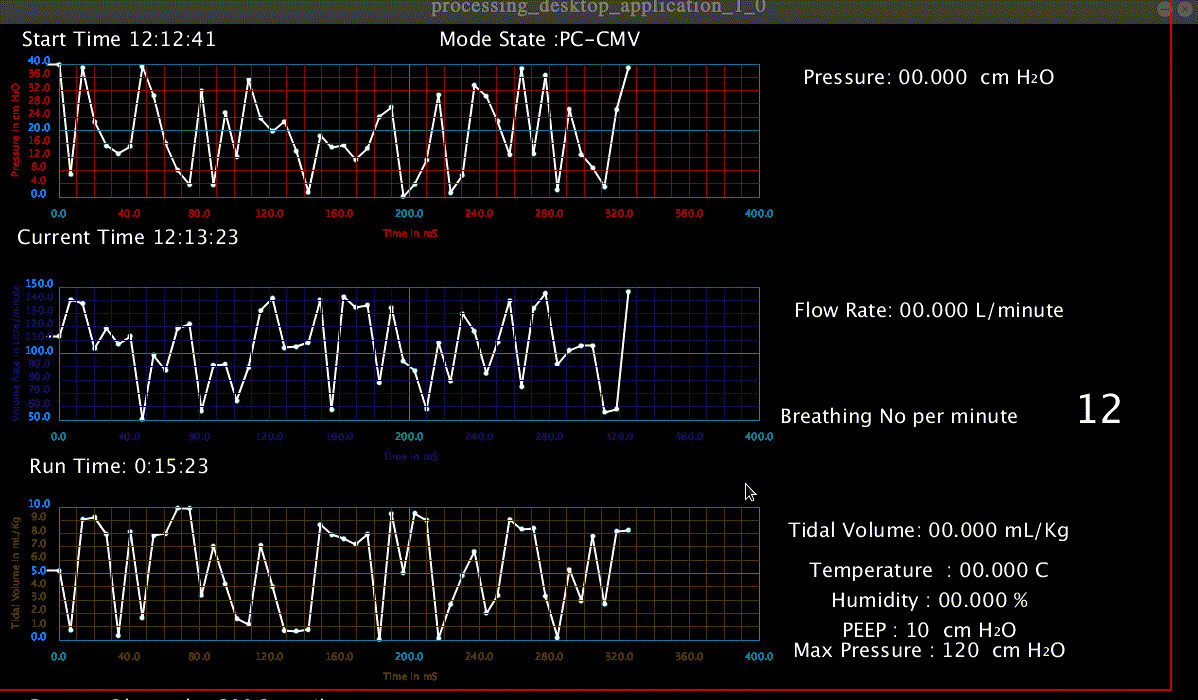 processing_desktop_application_1_0
Start Time 12:12:41
Mode State :PC-CMV
Pressure: 00.000 cm H2O
Pressure in cm H2O
40.0
36.0
32.0
28.0
24.0
20.0
16.0
12.0
8.0
4.0
0.0
0.0 40.0 80.0 120.0 160.0 200.0 240.0 280.0 320.0 360.0 400.0
Time in mS
Current Time 12:13:23
Flow Rate: 00.000 L/minute
Volume Rate in Litre/minute
150.0
140.0
130.0
120.0
100.0
90.0
80.0
70.0
60.0
50.0
0.0 40.0 80.0 120.0 160.0 200.0 240.0 280.0 320.0 360.0 400.0
Time in mS
Breathing No per minute 12
Run Time: 0:15:23
Tidal Volume in mL/Kg
10.0
9.0
8.0
7.0
6.0
5.0
4.0
3.0
2.0
1.0
0.0
0.0 40.0 80.0 120.0 160.0 200.0 240.0 280.0 320.0 360.0 400.0
Time in mS
Tidal Volume: 00.000 mL/Kg
Temperature : 00.000 C
Humidity : 00.000 %
PEEP : 10 cm H2O
Max Pressure : 120 cm H2O